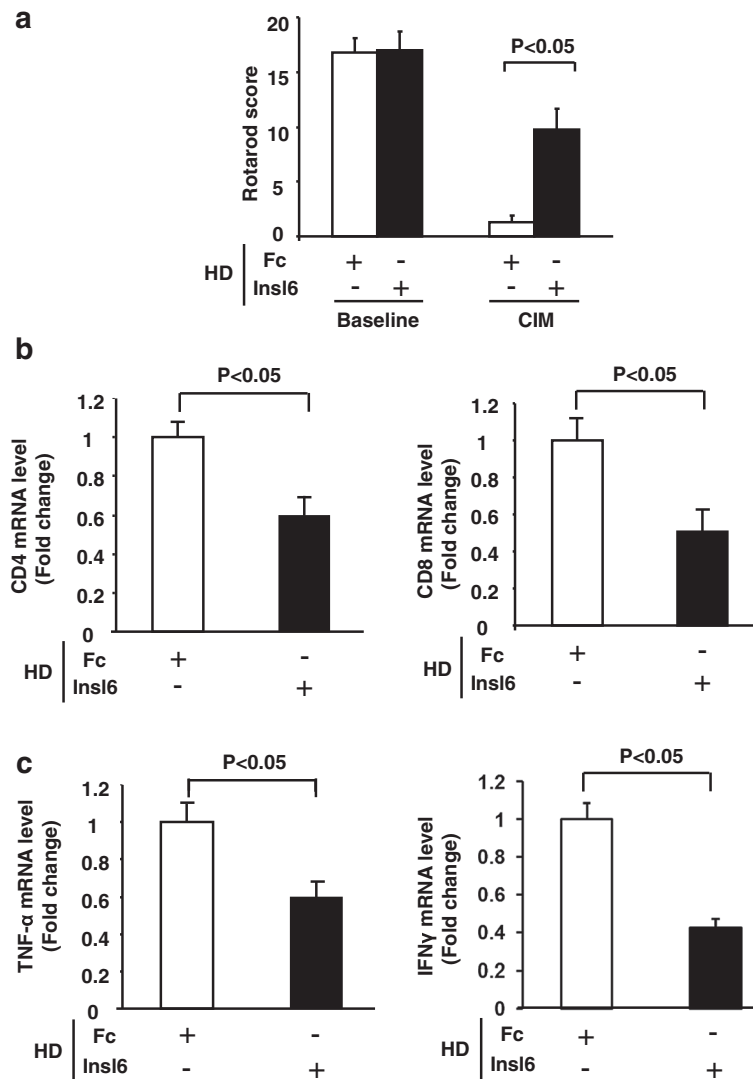 a
Rotarod score
20
15
10
5
0
P<0.05
HD
Fc + - + -
Insl6 - + - +
Baseline CIM
b
CD4 mRNA level
(Fold change)
1.2
1
0.8
0.6
0.4
0.2
0
P<0.05
HD
Fc + -
Insl6 - +
CD8 mRNA level
(Fold change)
1.2
1
0.8
0.6
0.4
0.2
0
P<0.05
HD
Fc + -
Insl6 - +
c
TNF-α mRNA level
(Fold change)
1.2
1
0.8
0.6
0.4
0.2
0
P<0.05
HD
Fc + -
Insl6 - +
IFNγ mRNA level
(Fold change)
1.2
1
0.8
0.6
0.4
0.2
0
P<0.05
HD
Fc + -
Insl6 - +